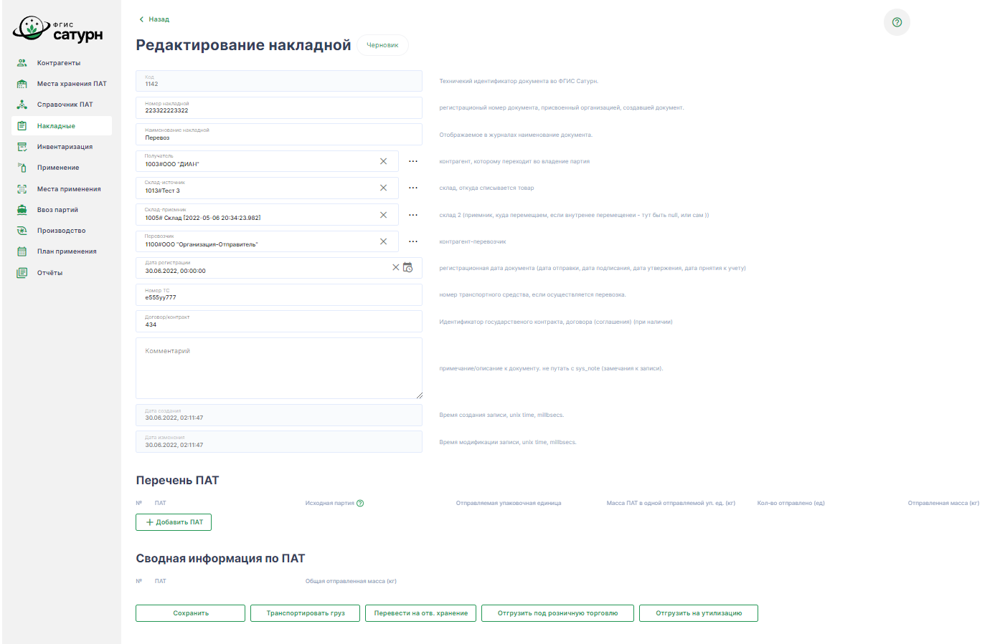 ФГИС
сатурн
Контрагенты
Места хранения ПАТ
Справочник ПАТ
Накладные
Инвентаризация
Применение
Места применения
Ввоз партий
Производство
План применения
Отчёты
Назад
Редактирование накладной
Черновик
Код
1142
Техничекий идентификатор документа во ФГИС Сатурн.
Номер накладной
223322223322
регистрационый номер документа, присвоенный организацией, создавшей документ.
Наименование накладной
Перевоз
Отображаемое в журналах наименование документа.
Получатель
1003#ООО "ДИАН"
контрагент, которому переходит во владение партия
Склад-источник
1013#Тест 3
склад, откуда списывается товар
Склад-приемник
1005# Склад [2022-05-06 20:34:23.982]
склад 2 (приемник, куда перемещаем, если внутренее перемещенеи - тут быть null, или сам ))
Перевозчик
1100#ООО "Организация-Отправитель"
контрагент-перевозчик
Дата регистрации
30.06.2022, 00:00:00
регистрационная дата документа (дата отправки, дата подписания, дата утвержения, дата прнятия к учету)
Номер ТС
е555уу777
номер транспортного средства, если осуществляется перевозка.
Договор/контракт
434
Идентификатор государственого контракта, договора (соглашения) (при наличии)
Комментарий
примечание/описание к документу. не путать с sys_note (замечания к записи).
Дата создания
30.06.2022, 02:11:47
Время создания записи, unix time, millbsecs.
Дата изменения
30.06.2022, 02:11:47
Время модификации записи, unix time, millbsecs.
Перечень ПАТ
№ ПАТ Исходная партия Отправляемая упаковочная единица Масса ПАТ в одной отправляемой уп. ед. (кг) Кол-во отправлено (ед) Отправленная масса (кг)
Добавить ПАТ
Сводная информация по ПАТ
№ ПАТ Общая отправленная масса (кг)
Сохранить Транспортировать груз Перевести на отв. хранение Отгрузить под розничную торговлю Отгрузить на утилизацию